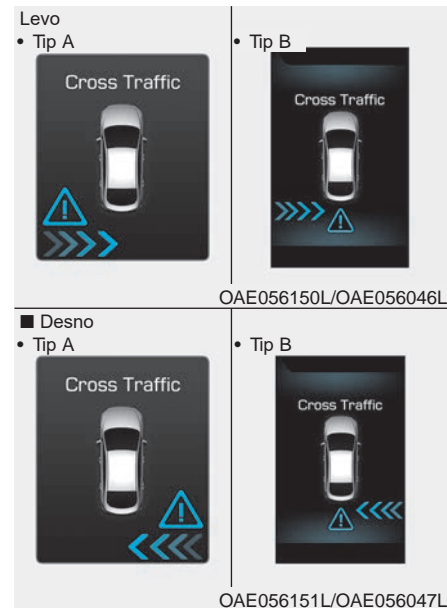 Levo
• Tip A
• Tip B
Cross Traffic
Cross Traffic
OAE056150L/OAE056046L
■ Desno
• Tip A
• Tip B
Cross Traffic
Cross Traffic
OAE056151L/OAE056047L